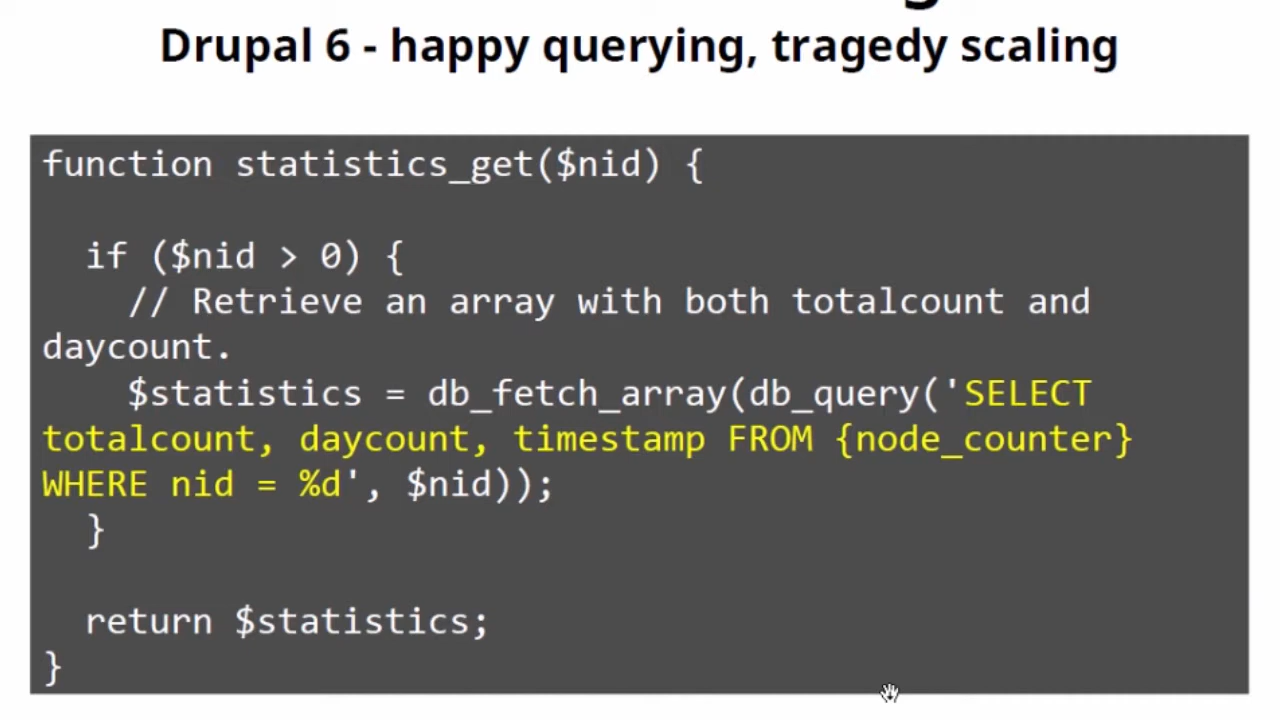 Drupal 6 - happy querying, tragedy scaling
function statistics_get($nid) {
if ($nid > 0) {
// Retrieve an array with both totalcount and
daycount.
$statistics = db_fetch_array(db_query('SELECT
totalcount, daycount, timestamp FROM {node_counter}
WHERE nid = %d', $nid));
}
return $statistics;
}